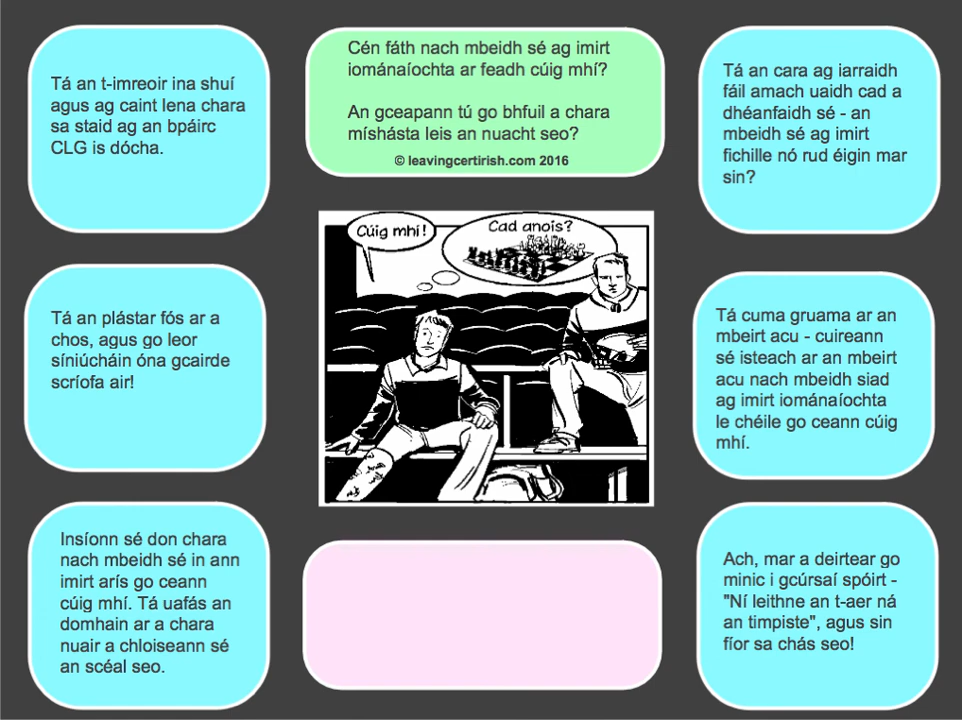 Tá an t-imreoir ina shuí
agus ag caint lena chara
sa staid ag an bpáirc
CLG is dócha.
Cén fáth nach mbeidh sé ag imirt
iománaíochta ar feadh cúig mhí?
An gceapann tú go bhfuil a chara
míshásta leis an nuacht seo?
© leavingcertirish.com 2016
Tá an cara ag iarraidh
fáil amach uaidh cad a
dhéanfaidh sé - an
mbeidh sé ag imirt
fichille nó rud éigin mar
sin?
Cúig mhí!
Cad anois?
Tá an plástar fós ar a
chos, agus go leor
síniúcháin óna gcairde
scríofa air!
Tá cuma gruama ar an
mbeirt acu - cuireann
sé isteach ar an mbeirt
acu nach mbeidh siad
ag imirt iománaíochta
le chéile go ceann cúig
mhí.
Insíonn sé don chara
nach mbeidh sé in ann
imirt arís go ceann
cúig mhí. Tá uafás an
domhain ar a chara
nuair a chloiseann sé
an scéal seo.
Ach, mar a deirtear go
minic i gcúrsaí spóirt -
"Ní leithne an t-aer ná
an timpiste", agus sin
fíor sa chás seo!